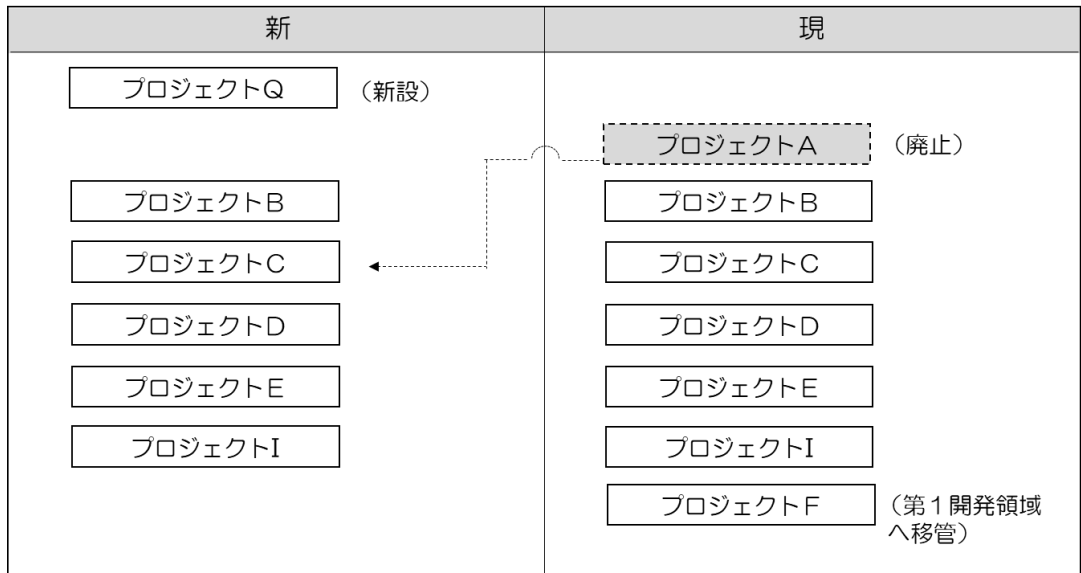 新
現
プロジェクトＱ
（新設）
プロジェクトＡ
（廃止）
プロジェクトＢ
プロジェクトＢ
プロジェクトＣ
プロジェクトＣ
プロジェクトＤ
プロジェクトＤ
プロジェクトＥ
プロジェクトＥ
プロジェクトI
プロジェクトI
プロジェクトＦ
（第１開発領域
へ移管）